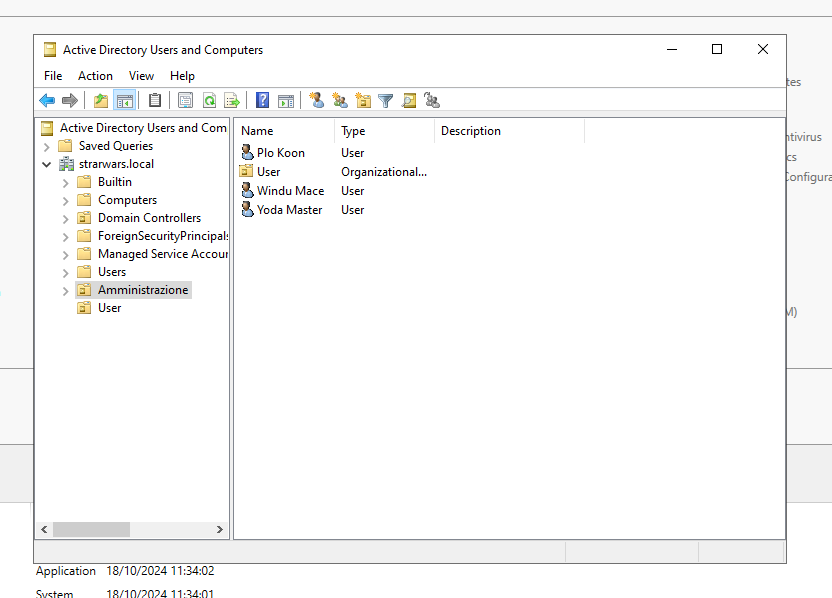 Active Directory Users and Computers
File Action View Help
Active Directory Users and Com
Saved Queries
strarwars.local
Builtin
Computers
Domain Controllers
ForeignSecurityPrincipals
Managed Service Accour
Users
Amministrazione
User
Name Type Description
Plo Koon User
User Organizational...
Windu Mace User
Yoda Master User
tes
ntivirus
cs
Configura
M)
Application 18/10/2024 11:34:02
System 18/10/2024 11:34:01